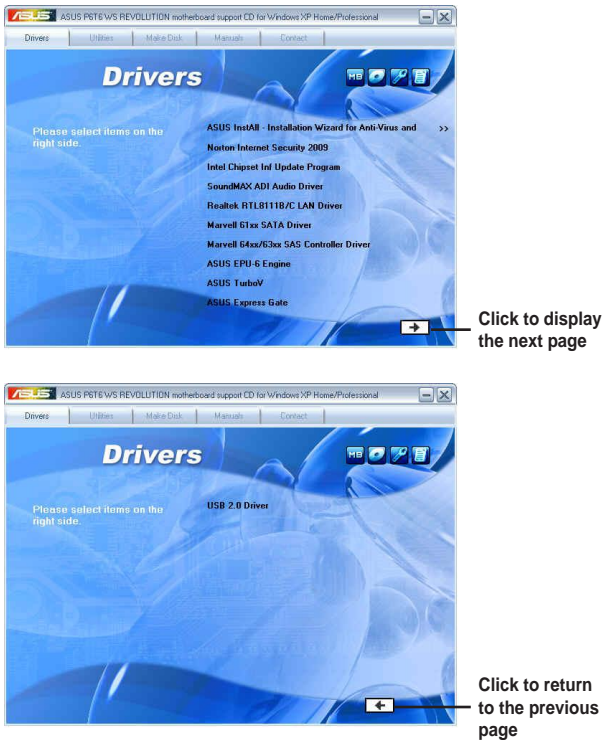 ASUS P6T6 WS REVOLUTION motherboard support CD for Windows XP Home/Professional
Drivers Utilities Make Disk Manuals Contact
Drivers
MB
Please select items on the
right side.
ASUS InstAll - Installation Wizard for Anti-Virus and >>
Norton Internet Security 2009
Intel Chipset Inf Update Program
SoundMAX ADI Audio Driver
Realtek RTL8111B/C LAN Driver
Marvell 61xx SATA Driver
Marvell 64xx/63xx SAS Controller Driver
ASUS EPU-6 Engine
ASUS TurboV
ASUS Express Gate
Click to display
the next page
ASUS P6T6 WS REVOLUTION motherboard support CD for Windows XP Home/Professional
Drivers Utilities Make Disk Manuals Contact
Drivers
MB
Please select items on the
right side.
USB 2.0 Driver
Click to return
to the previous
page